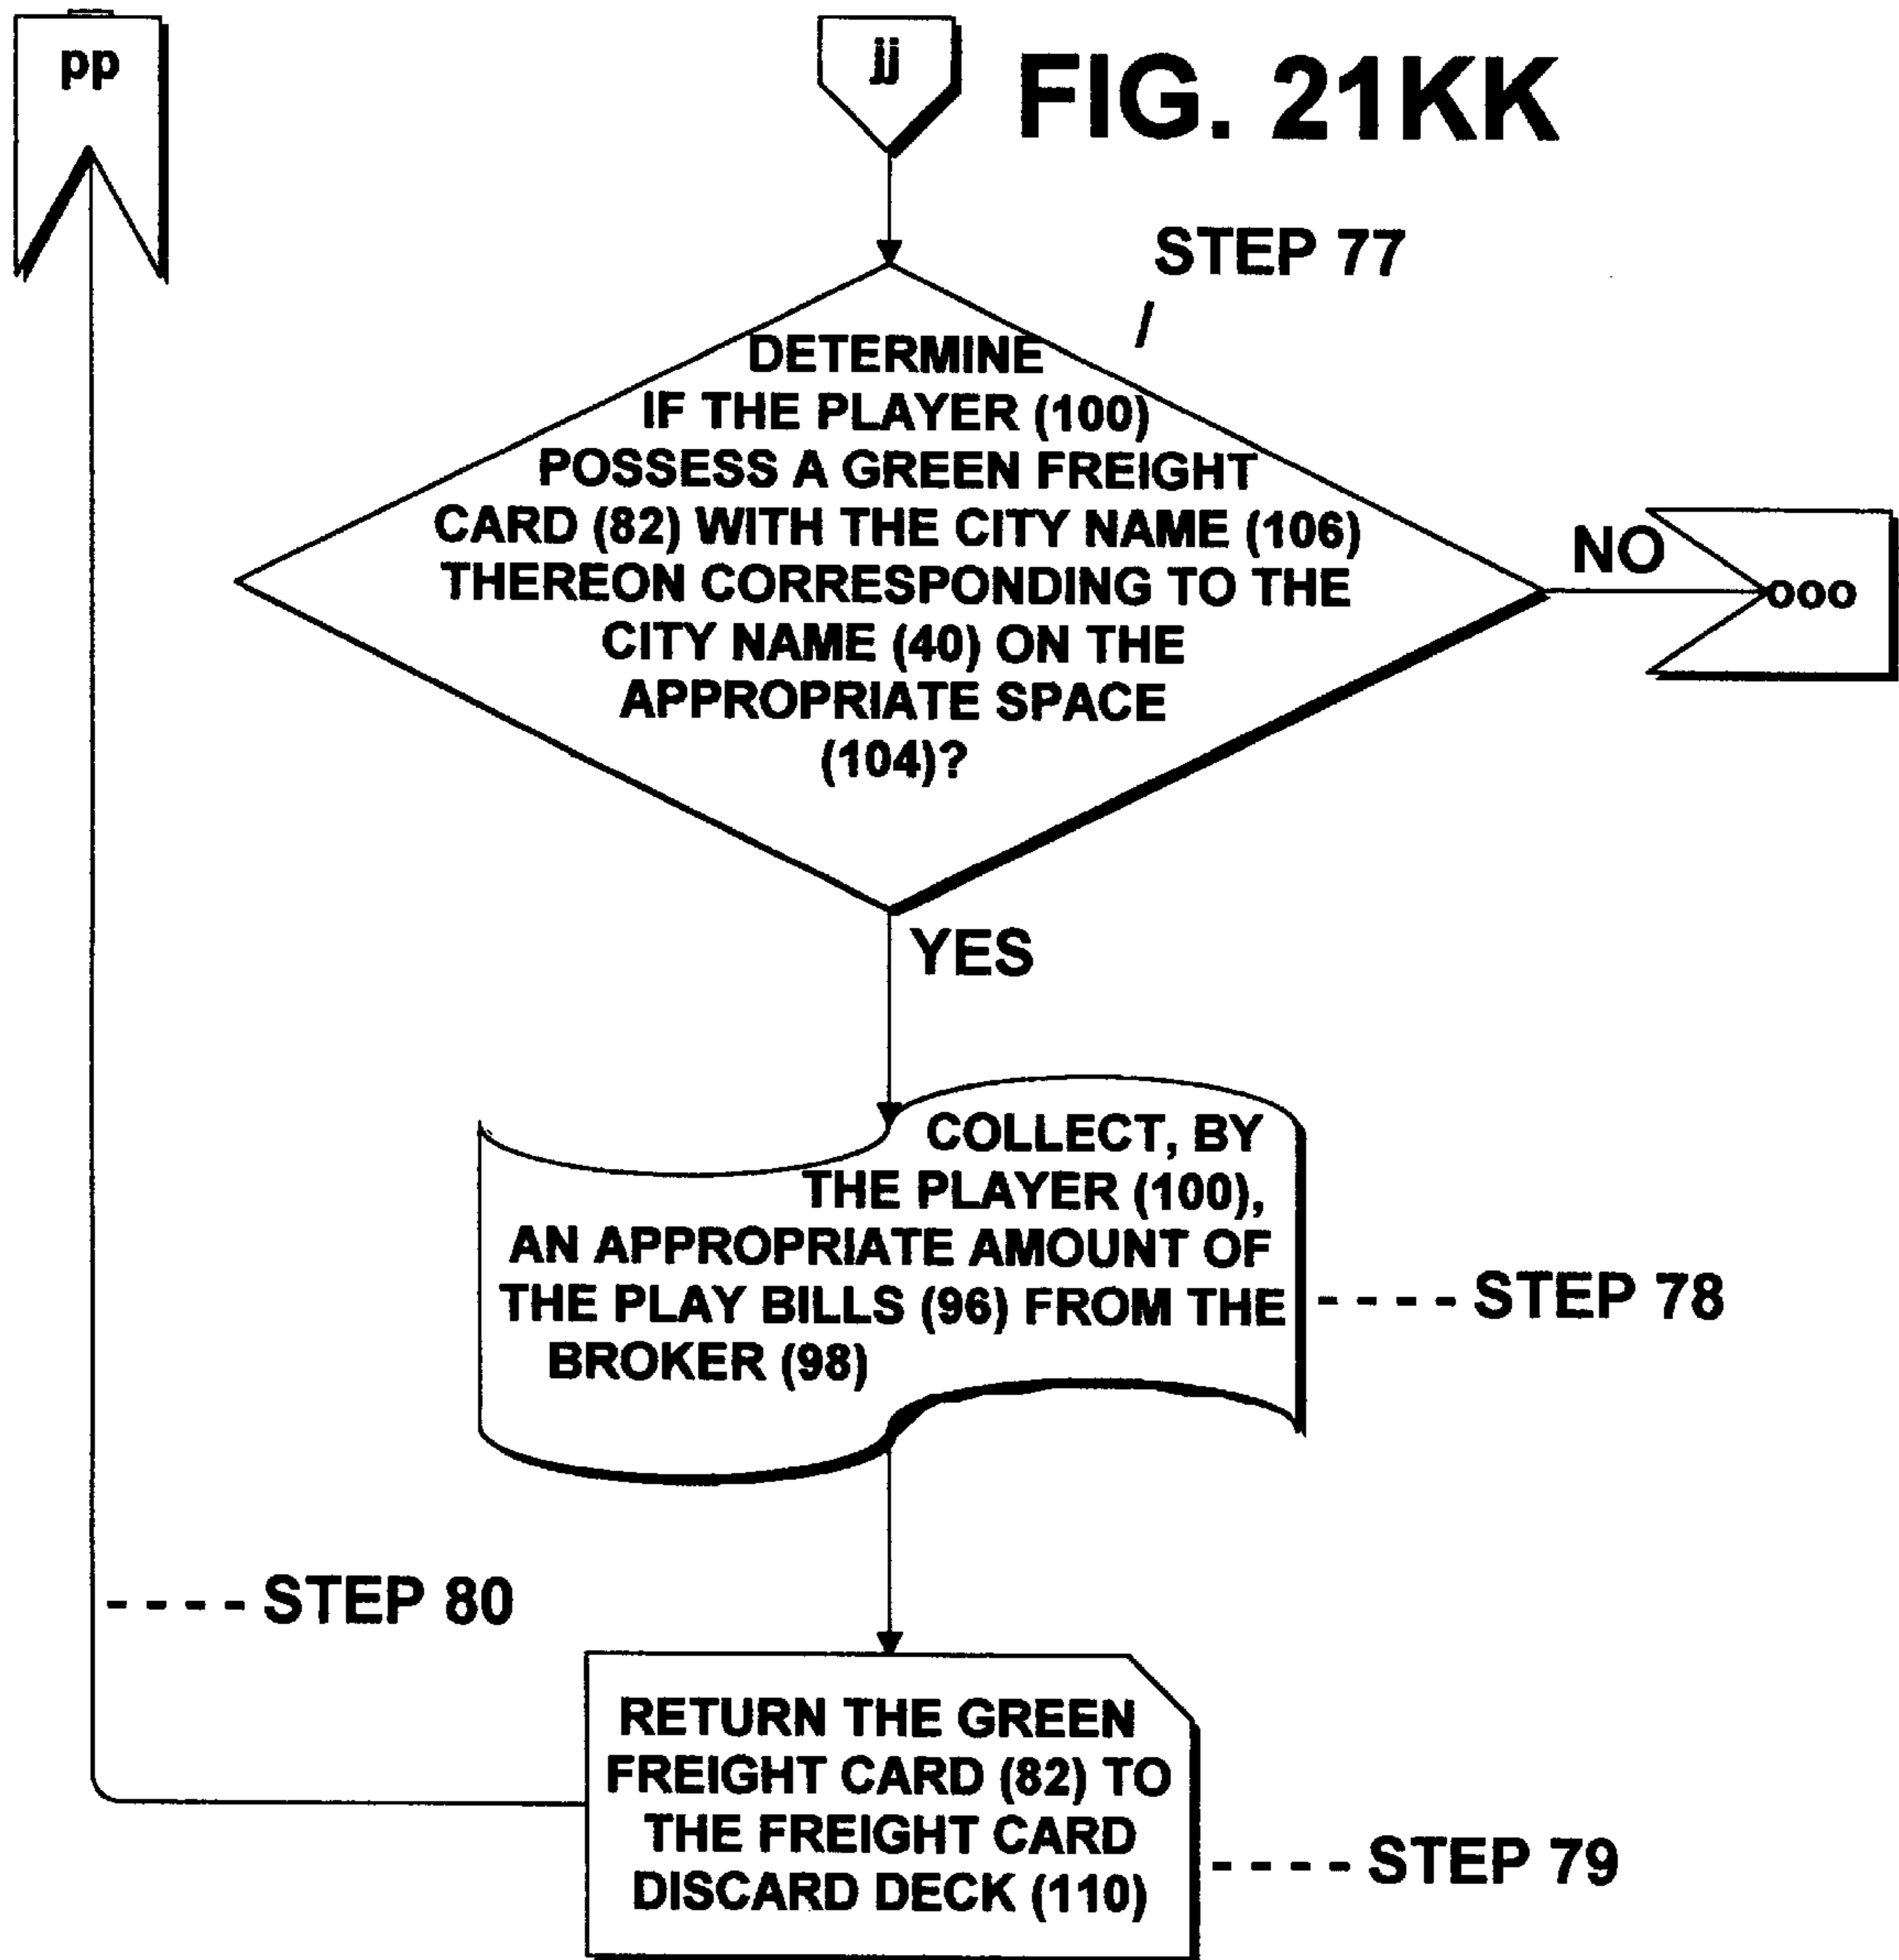 pp
jj
FIG. 21KK
STEP 77
DETERMINE
IF THE PLAYER (100)
POSSESS A GREEN FREIGHT
CARD (82) WITH THE CITY NAME (106)
THEREON CORRESPONDING TO THE
CITY NAME (40) ON THE
APPROPRIATE SPACE
(104)?
NO
ooo
YES
COLLECT, BY
THE PLAYER (100),
AN APPROPRIATE AMOUNT OF
THE PLAY BILLS (96) FROM THE
BROKER (98)
STEP 78
STEP 80
RETURN THE GREEN
FREIGHT CARD (82) TO
THE FREIGHT CARD
DISCARD DECK (110)
STEP 79